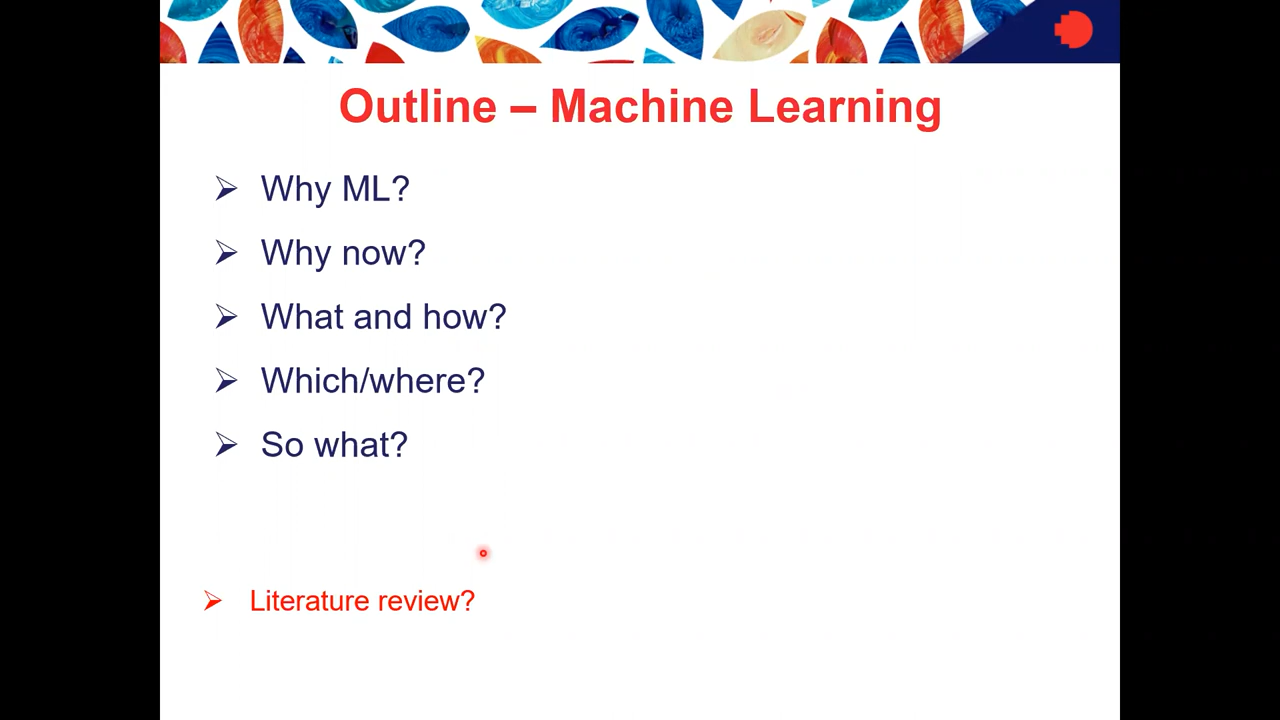 Outline – Machine Learning
Why ML?
Why now?
What and how?
Which/where?
So what?
Literature review?